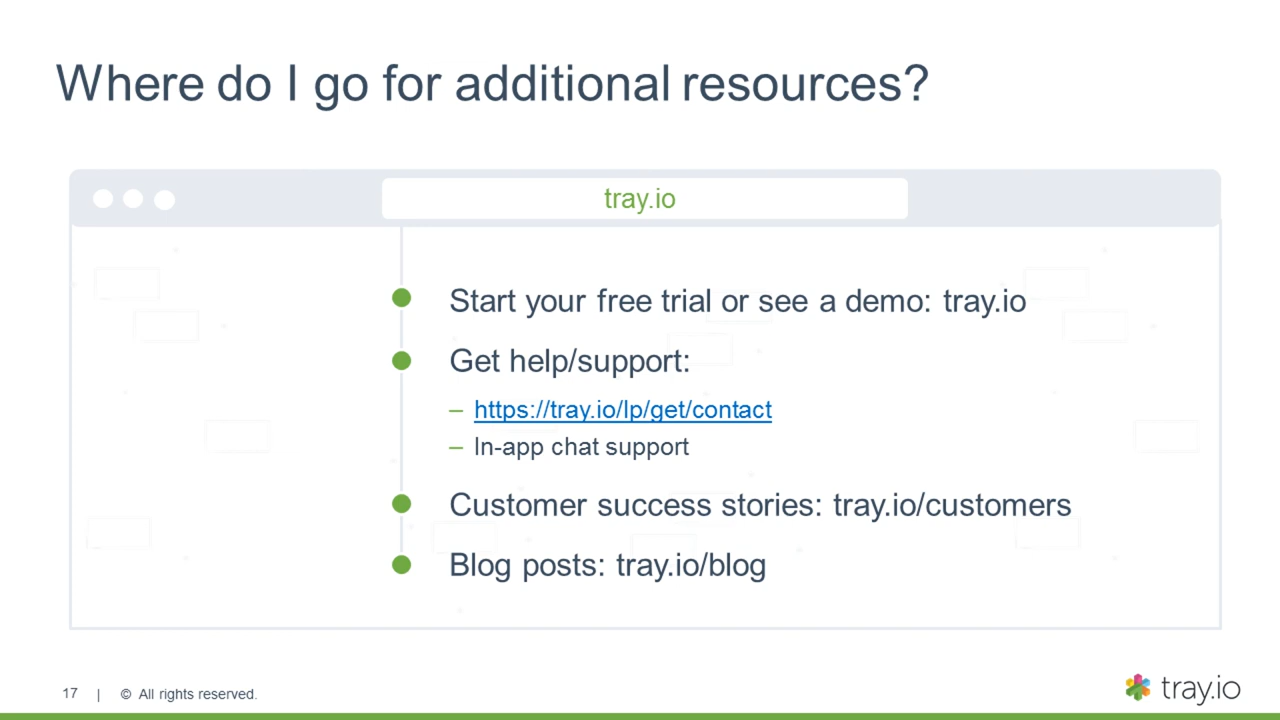 Where do I go for additional resources?
tray.io
Start your free trial or see a demo: tray.io
Get help/support:
– https://tray.io/lp/get/contact
– In-app chat support
Customer success stories: tray.io/customers
Blog posts: tray.io/blog
17 | © All rights reserved.
tray.io